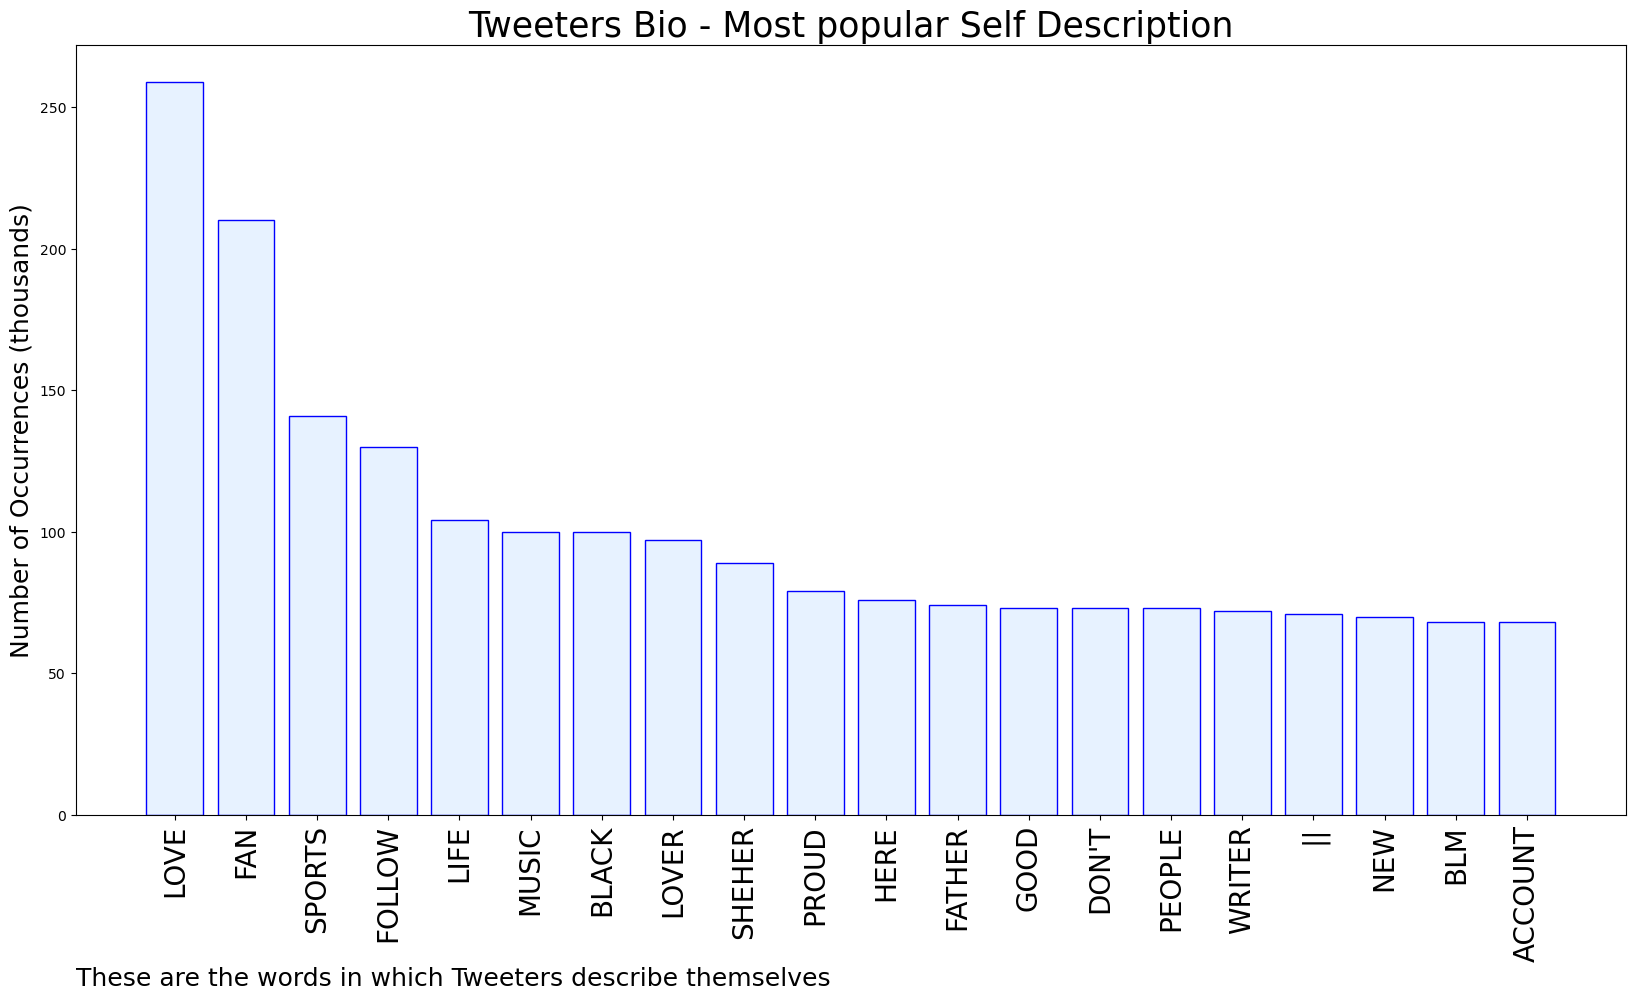 Tweeters Bio - Most popular Self Description
Number of Occurrences (thousands)
250
200
150
100
50
0
LOVE
FAN
SPORTS
FOLLOW
LIFE
MUSIC
BLACK
LOVER
SHEHER
PROUD
HERE
FATHER
GOOD
DON'T
PEOPLE
WRITER
||
NEW
BLM
ACCOUNT
These are the words in which Tweeters describe themselves